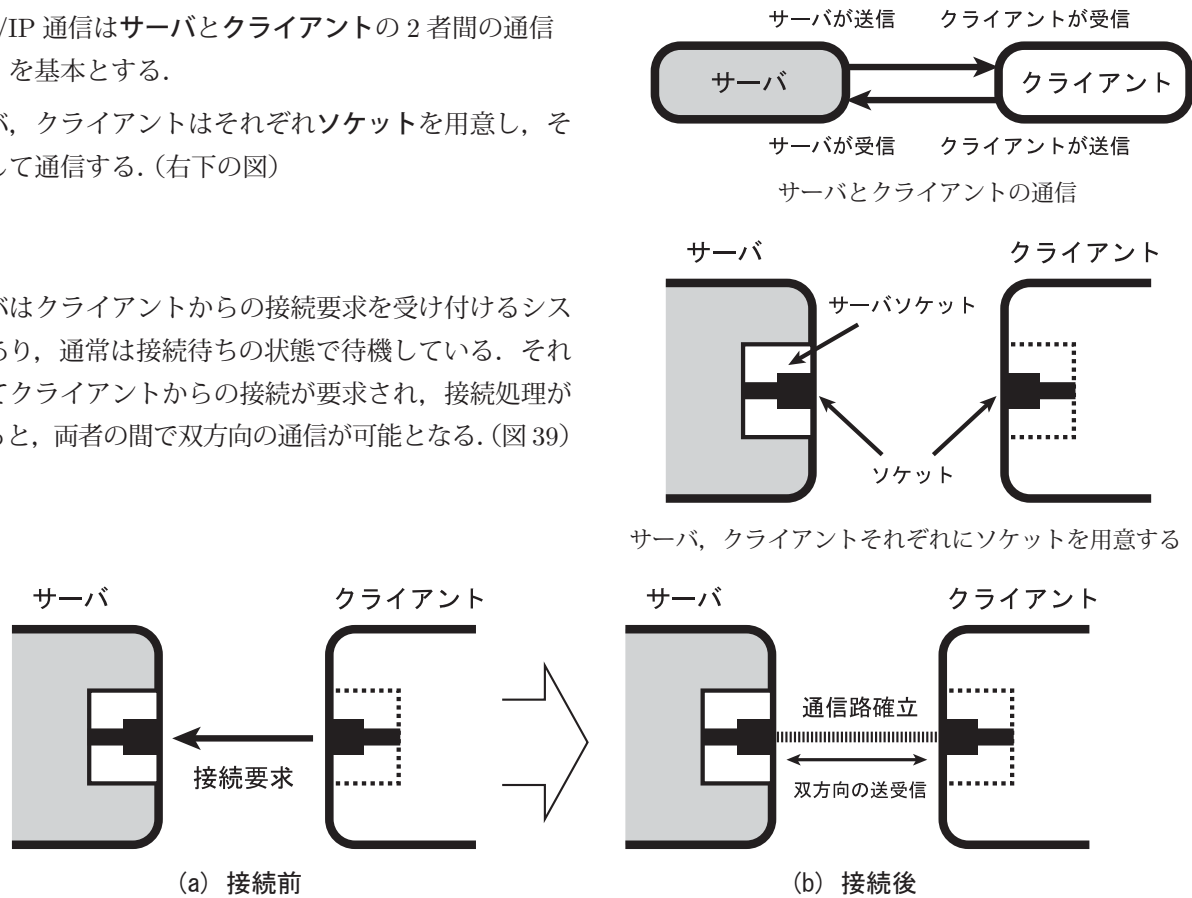 /IP 通信はサーバとクライアントの 2 者間の通信
を基本とする.
バ，クライアントはそれぞれソケットを用意し，そ
して通信する.（右下の図）
バはクライアントからの接続要求を受け付けるシス
あり，通常は接続待ちの状態で待機している．それ
てクライアントからの接続が要求され，接続処理が
ると，両者の間で双方向の通信が可能となる.（図 39）
サーバが送信 クライアントが受信
サーバ クライアント
サーバが受信 クライアントが送信
サーバとクライアントの通信
サーバ クライアント
サーバソケット
ソケット
サーバ，クライアントそれぞれにソケットを用意する
サーバ クライアント
接続要求
(a) 接続前
サーバ クライアント
通信路確立
双方向の送受信
(b) 接続後